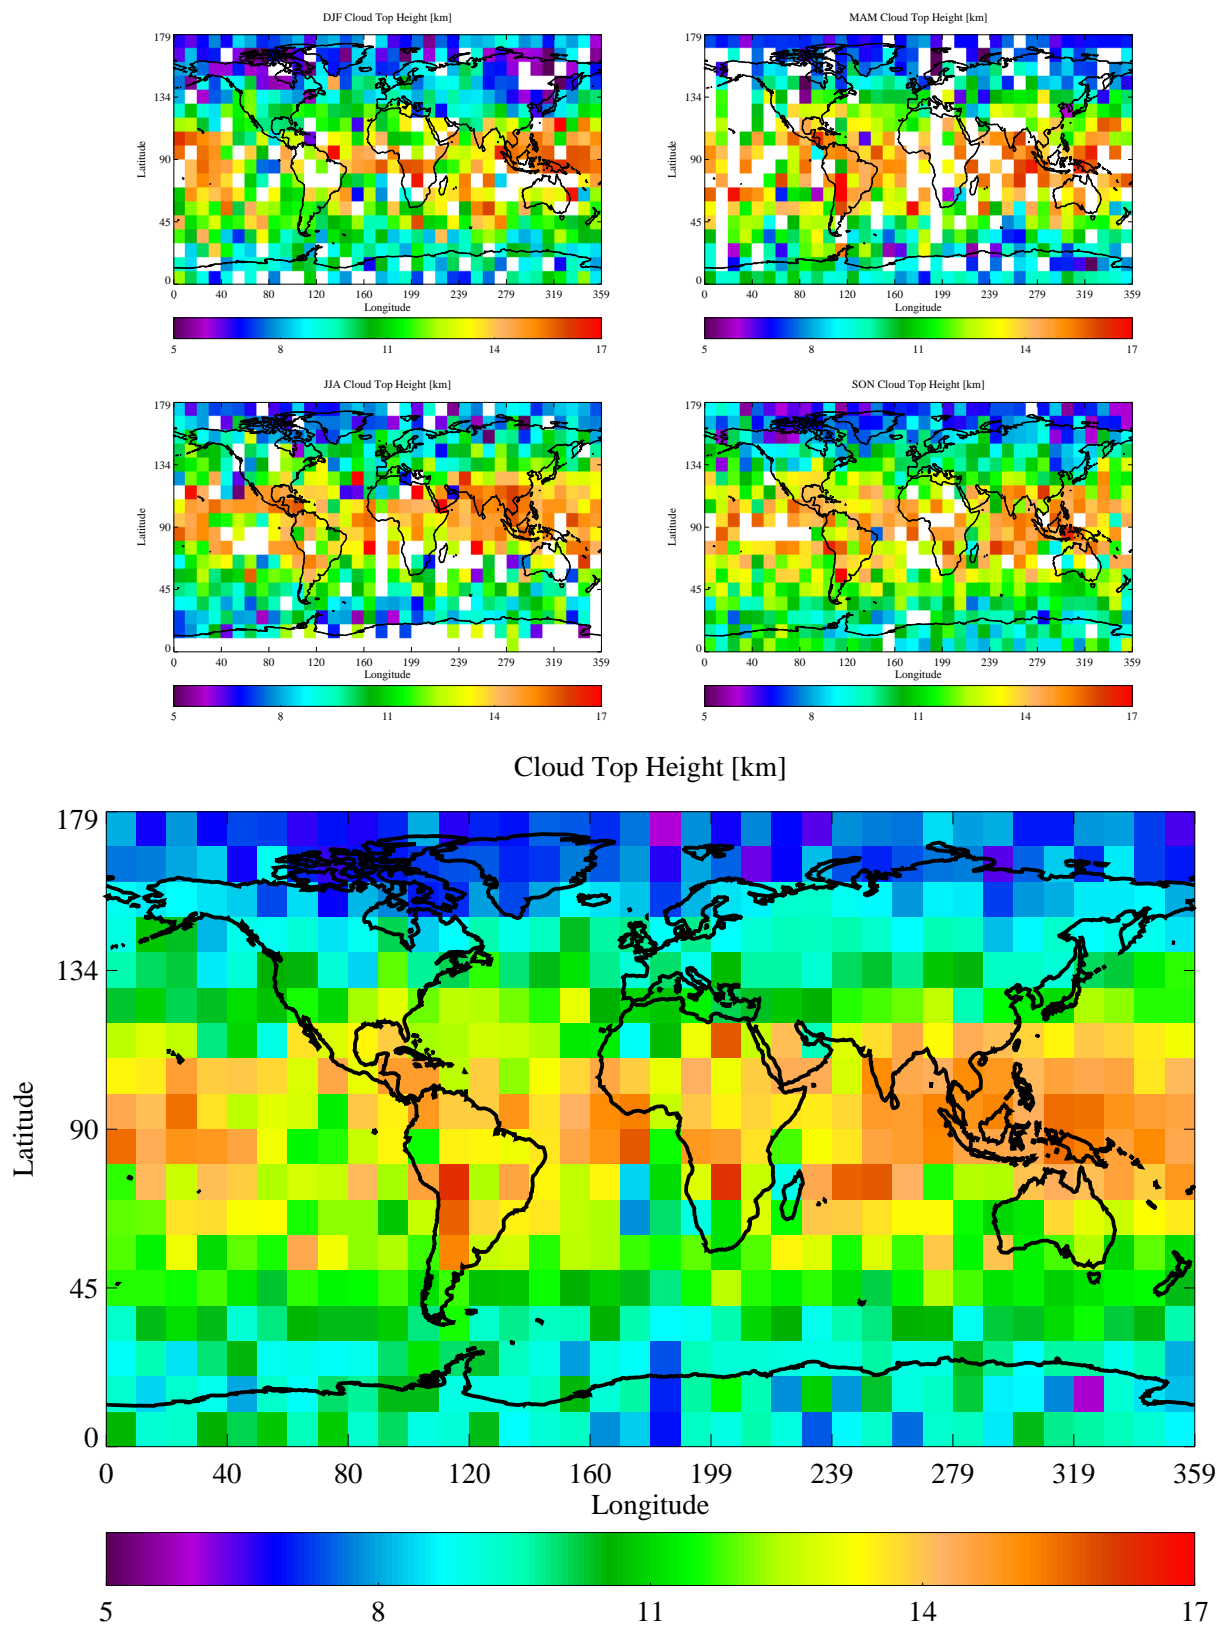 DJF Cloud Top Height [km]
179
134
90
45
0
Latitude
0 40 80 120 160 199 239 279 319 359
Longitude
5 8 11 14 17
MAM Cloud Top Height [km]
179
134
90
45
0
Latitude
0 40 80 120 160 199 239 279 319 359
Longitude
5 8 11 14 17
JJA Cloud Top Height [km]
179
134
90
45
0
Latitude
0 40 80 120 160 199 239 279 319 359
Longitude
5 8 11 14 17
SON Cloud Top Height [km]
179
134
90
45
0
Latitude
0 40 80 120 160 199 239 279 319 359
Longitude
5 8 11 14 17
Cloud Top Height [km]
179
134
90
45
0
Latitude
0 40 80 120 160 199 239 279 319 359
Longitude
5 8 11 14 17